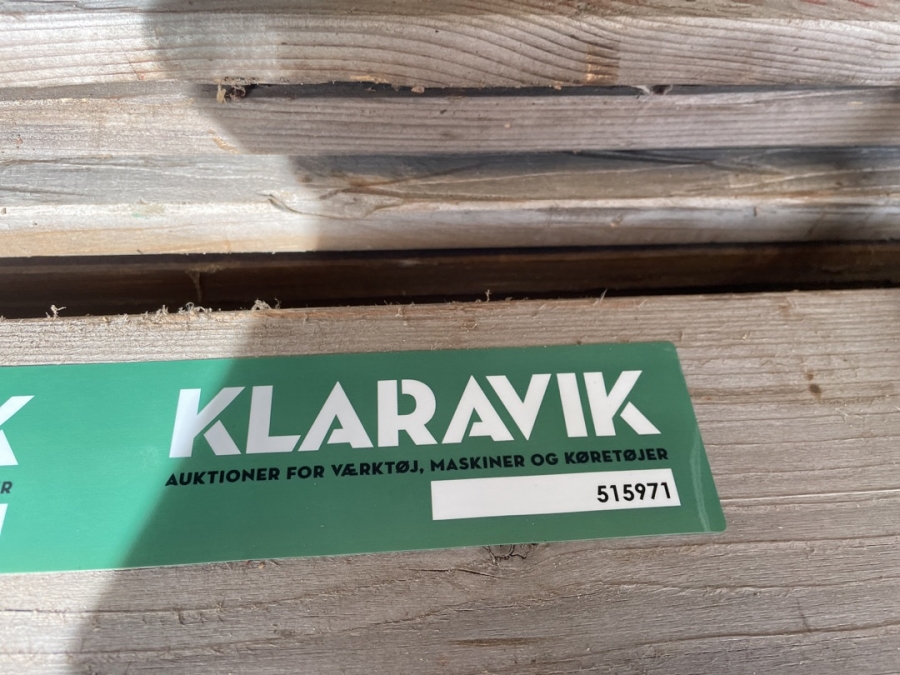 KLARAVIK
AUKTIONER FOR VÆRKTØJ, MASKINER OG KØRETØJER
515971